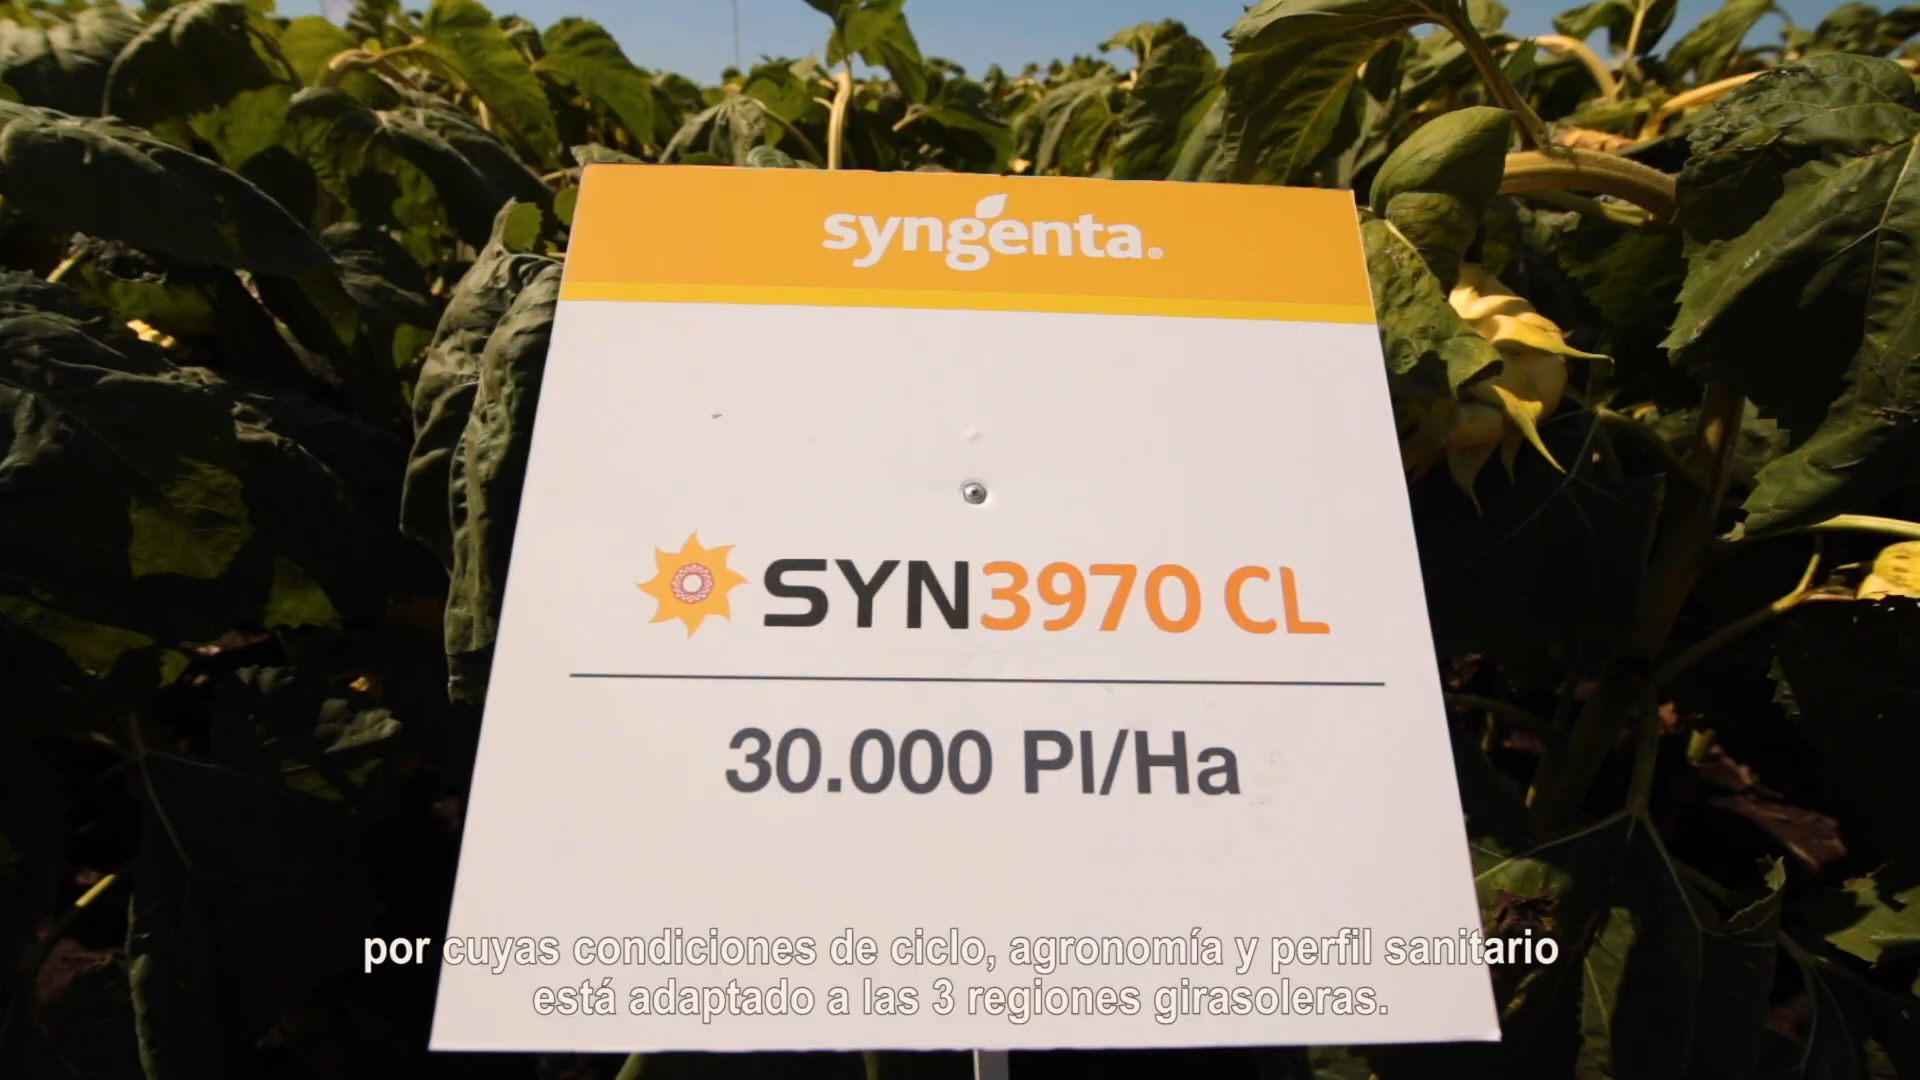 syngenta®
SYN3970 CL
30.000 Pl/Ha
por cuyas condiciones de ciclo, agronomía y perfil sanitario
está adaptado a las 3 regiones girasoleras.